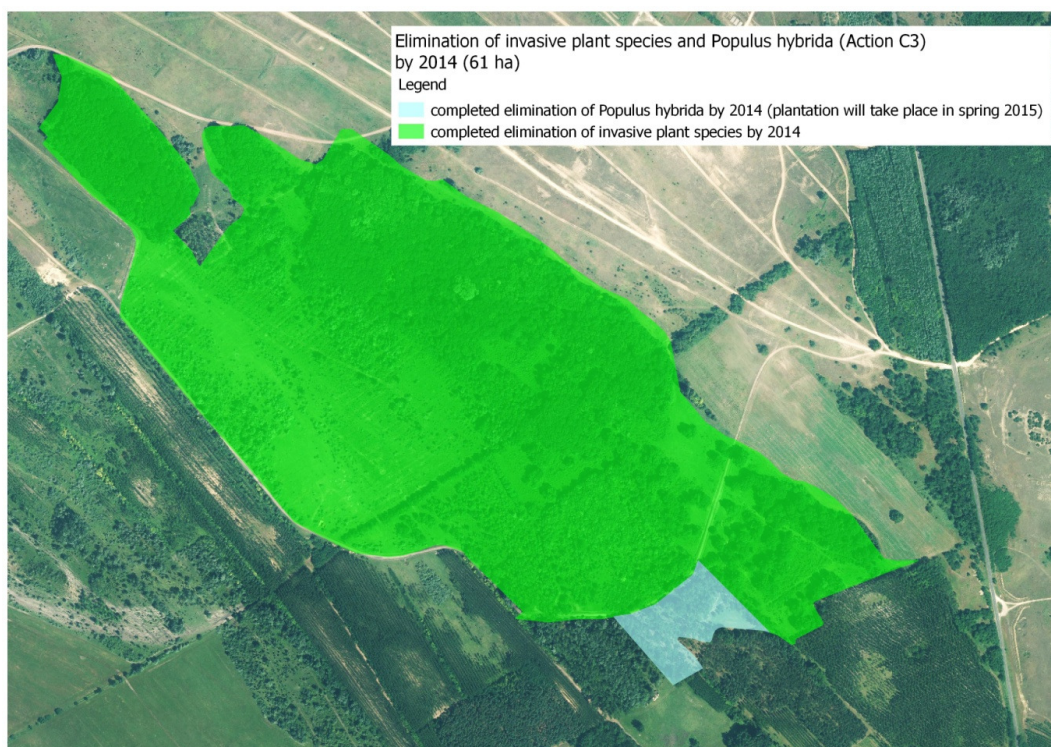 Elimination of invasive plant species and Populus hybrida (Action C3)
by 2014 (61 ha)
Legend
completed elimination of Populus hybrida by 2014 (plantation will take place in spring 2015)
completed elimination of invasive plant species by 2014